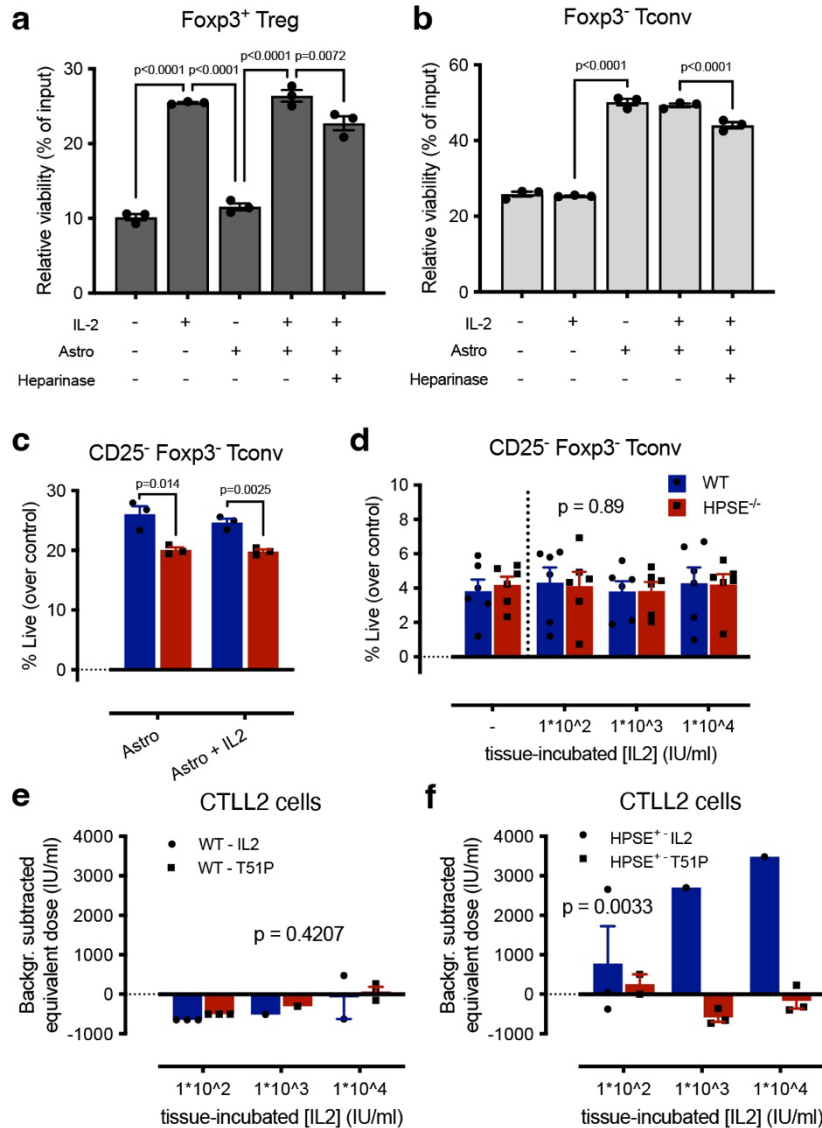 a
Foxp3⁺ Treg
p<0.0001 p<0.0001 p<0.0001 p=0.0072
Relative viability (% of input)
30
20
10
0
IL-2 - + - + +
Astro - - + + +
Heparinase - - - - +
b
Foxp3⁻ Tconv
p<0.0001 p<0.0001
Relative viability (% of input)
60
40
20
0
IL-2 - + - + +
Astro - - + + +
Heparinase - - - - +
c
CD25⁻ Foxp3⁻ Tconv
p=0.014 p=0.0025
% Live (over control)
30
20
10
0
Astro
Astro + IL2
d
CD25⁻ Foxp3⁻ Tconv
WT
HPSE⁻/⁻
p = 0.89
% Live (over control)
10
8
6
4
2
0
- 1*10^2 1*10^3 1*10^4
tissue-incubated [IL2] (IU/ml)
e
CTLL2 cells
WT - IL2
WT - T51P
p = 0.4207
Backgr. subtracted
equivalent dose (IU/ml)
4000
3000
2000
1000
0
-1000
1*10^2 1*10^3 1*10^4
tissue-incubated [IL2] (IU/ml)
f
CTLL2 cells
HPSE⁺⁻ IL2
HPSE⁺⁻ T51P
p = 0.0033
Backgr. subtracted
equivalent dose (IU/ml)
4000
3000
2000
1000
0
-1000
1*10^2 1*10^3 1*10^4
tissue-incubated [IL2] (IU/ml)